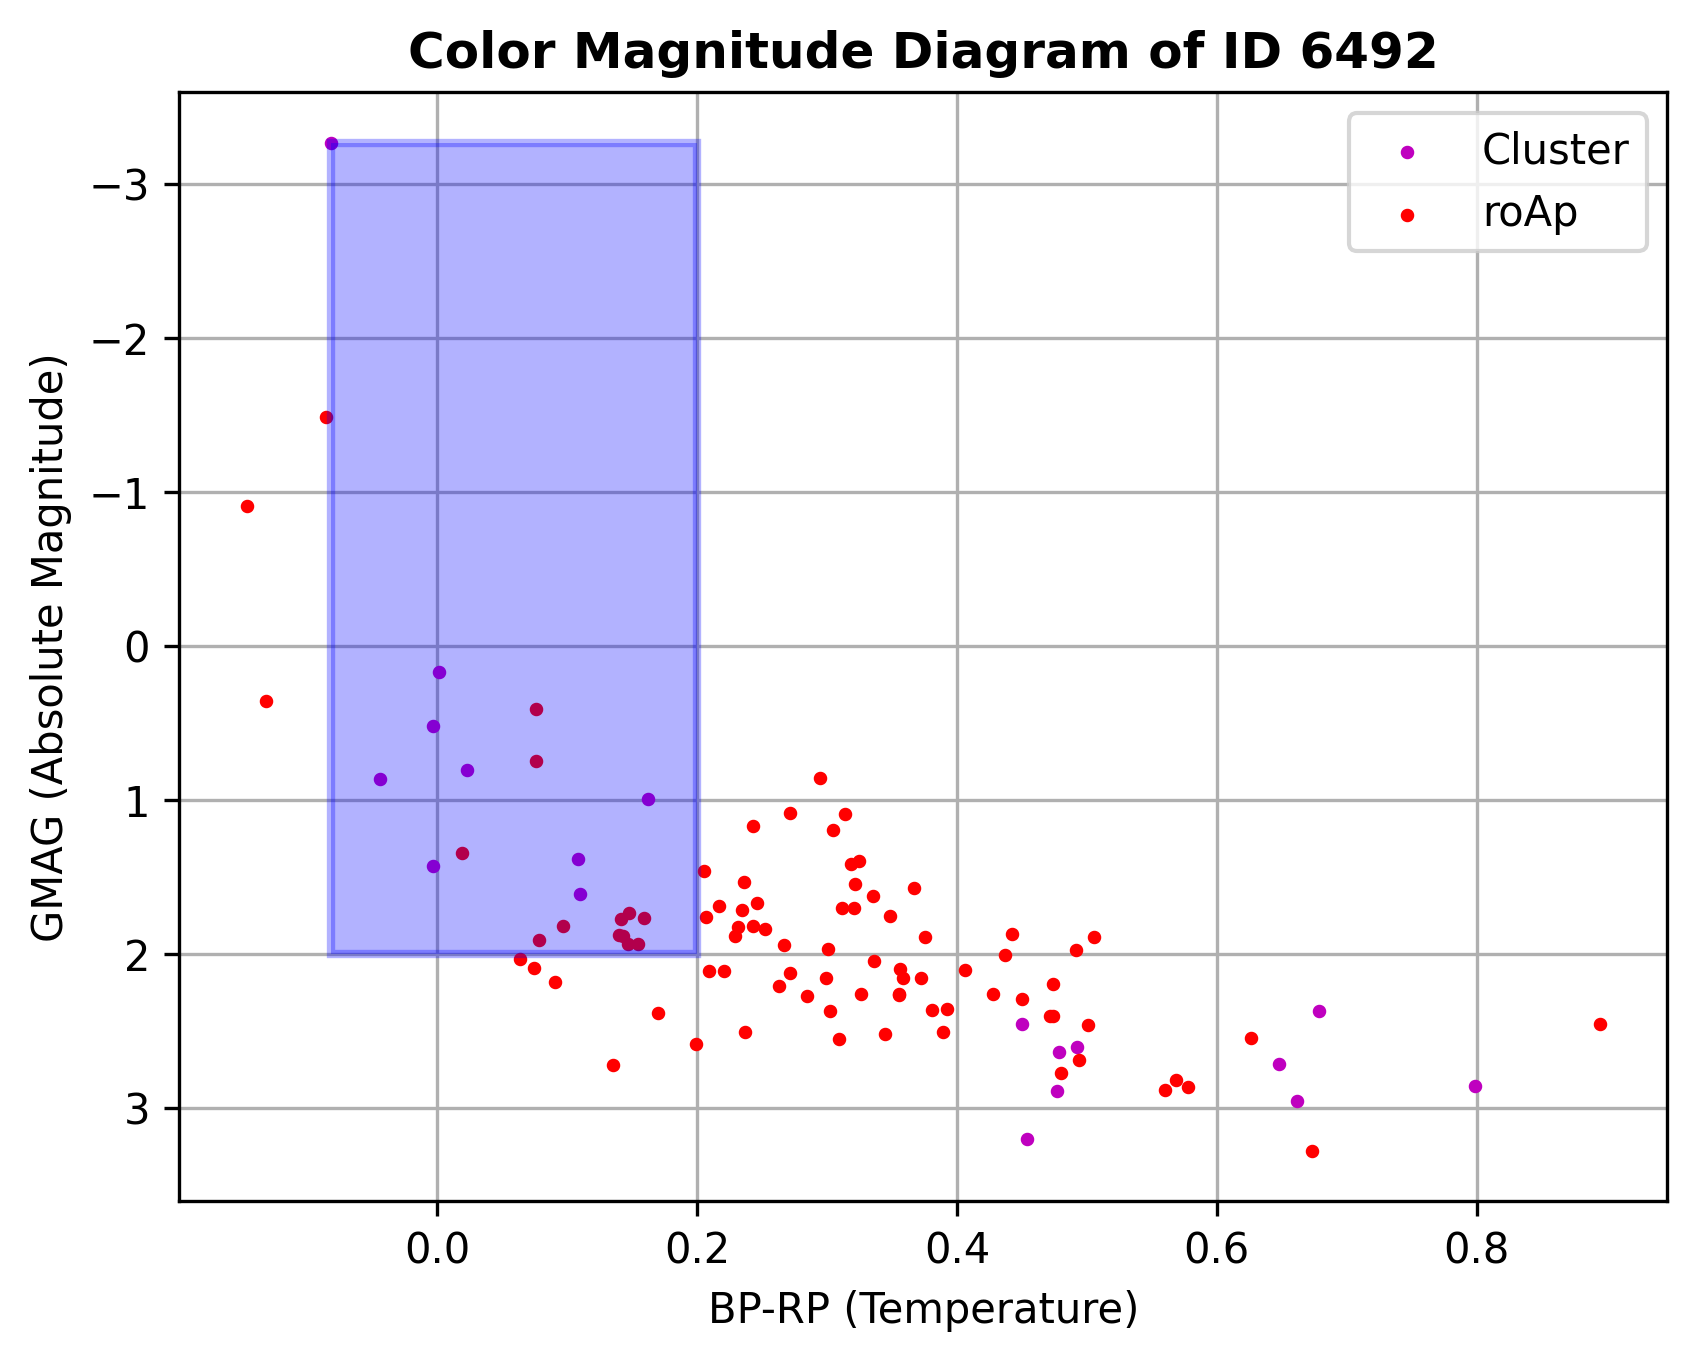 Color Magnitude Diagram of ID 6492
Cluster
roAp
−3
−2
−1
0
1
2
3
GMAG (Absolute Magnitude)
0.0 0.2 0.4 0.6 0.8
BP-RP (Temperature)